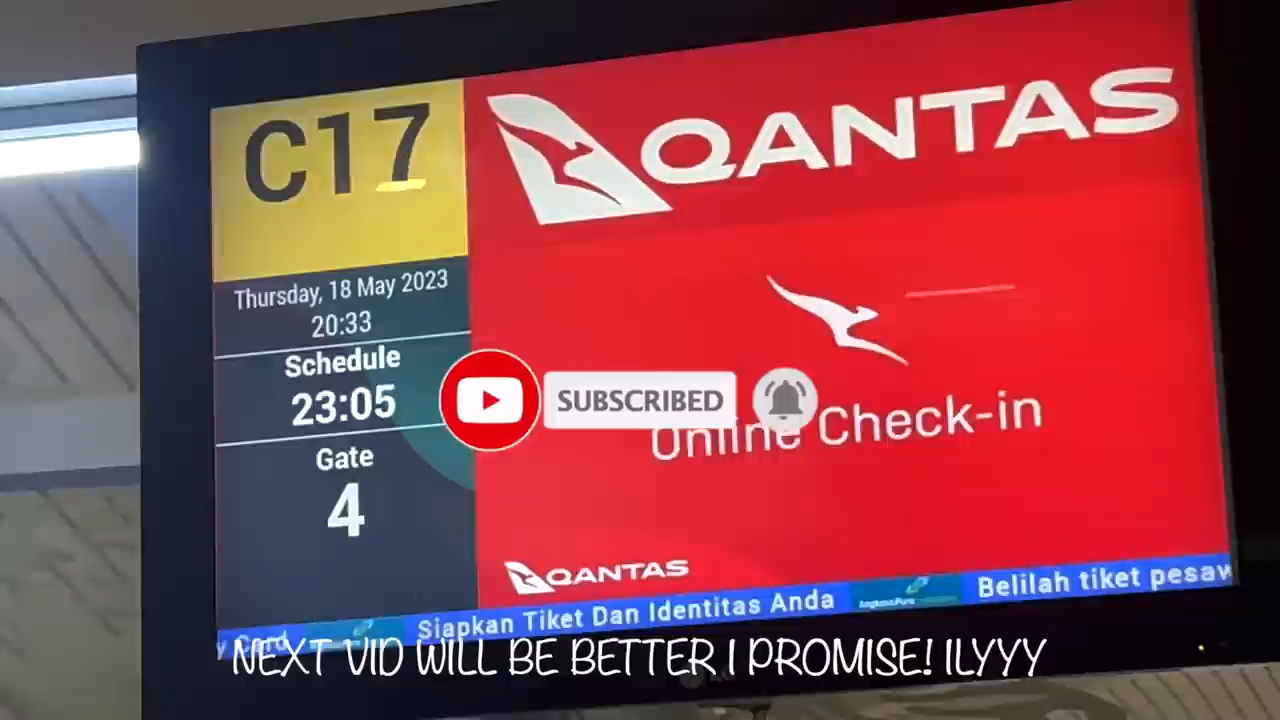 C17
Thursday, 18 May 2023
20:33
Schedule
23:05
Gate
4
QANTAS
SUBSCRIBED
Online Check-in
QANTAS
y Card
Siapkan Tiket Dan Identitas Anda
Belilah tiket pesaw
NEXT VID WILL BE BETTER I PROMISE! ILYYY